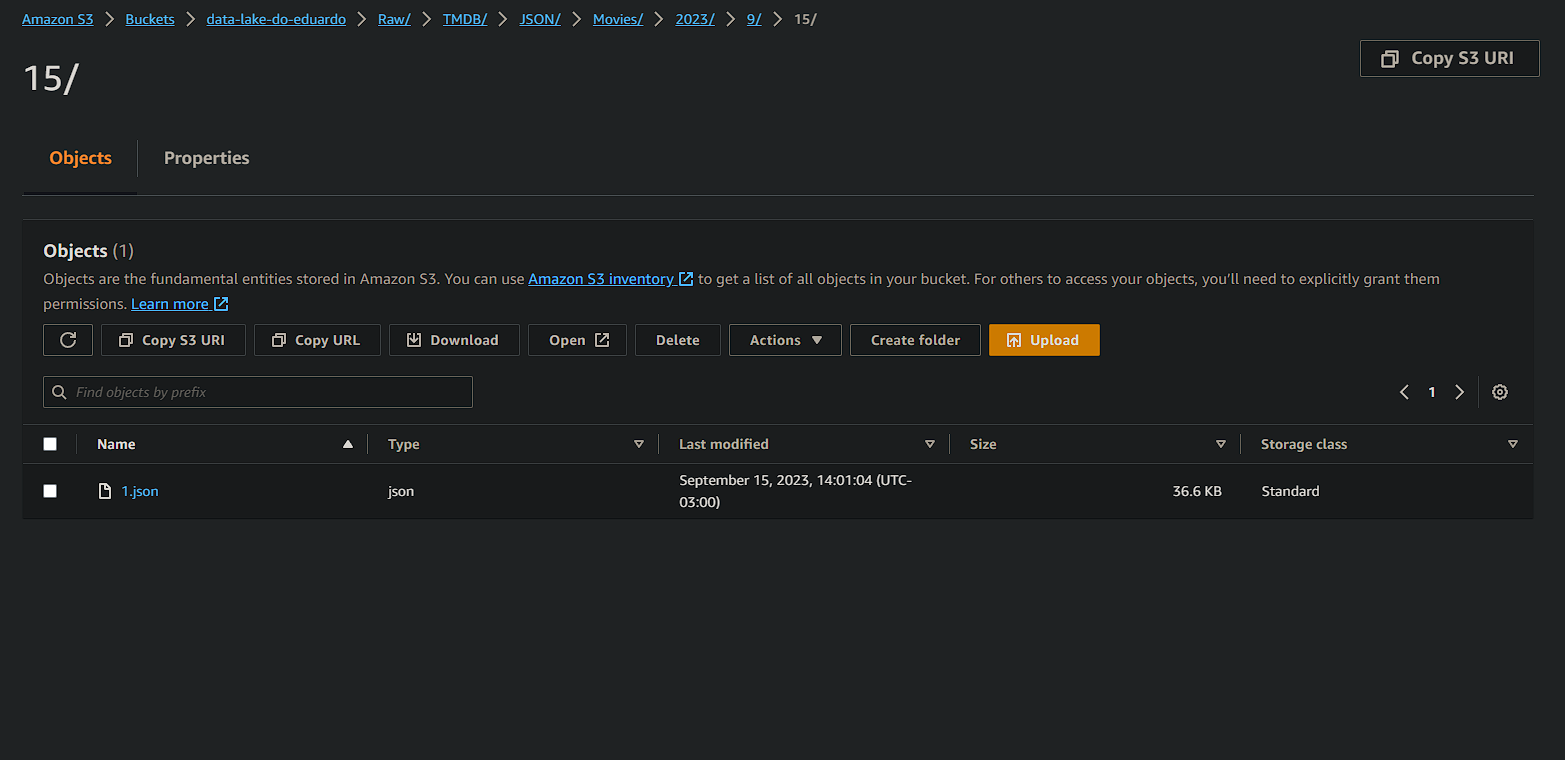 Amazon S3 > Buckets > data-lake-do-eduardo > Raw/ > TMDB/ > JSON/ > Movies/ > 2023/ > 9/ > 15/
Copy S3 URI
15/
Objects Properties
Objects (1)
Objects are the fundamental entities stored in Amazon S3. You can use Amazon S3 inventory to get a list of all objects in your bucket. For others to access your objects, you'll need to explicitly grant them
permissions. Learn more
Copy S3 URI Copy URL Download Open Delete Actions Create folder Upload
Find objects by prefix 1
Name Type Last modified Size Storage class
1.json json September 15, 2023, 14:01:04 (UTC-
03:00) 36.6 KB Standard